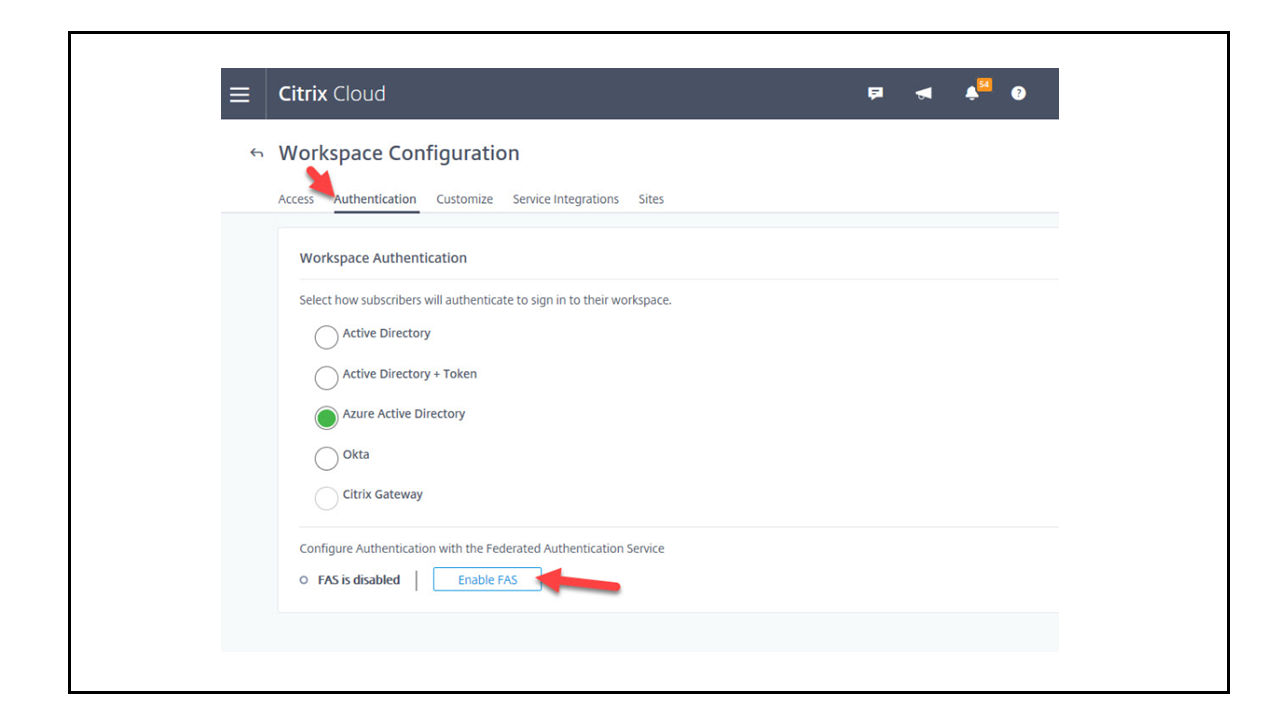 Citrix Cloud
54
?
Workspace Configuration
Access Authentication Customize Service Integrations Sites
Workspace Authentication
Select how subscribers will authenticate to sign in to their workspace.
Active Directory
Active Directory + Token
Azure Active Directory
Okta
Citrix Gateway
Configure Authentication with the Federated Authentication Service
FAS is disabled Enable FAS